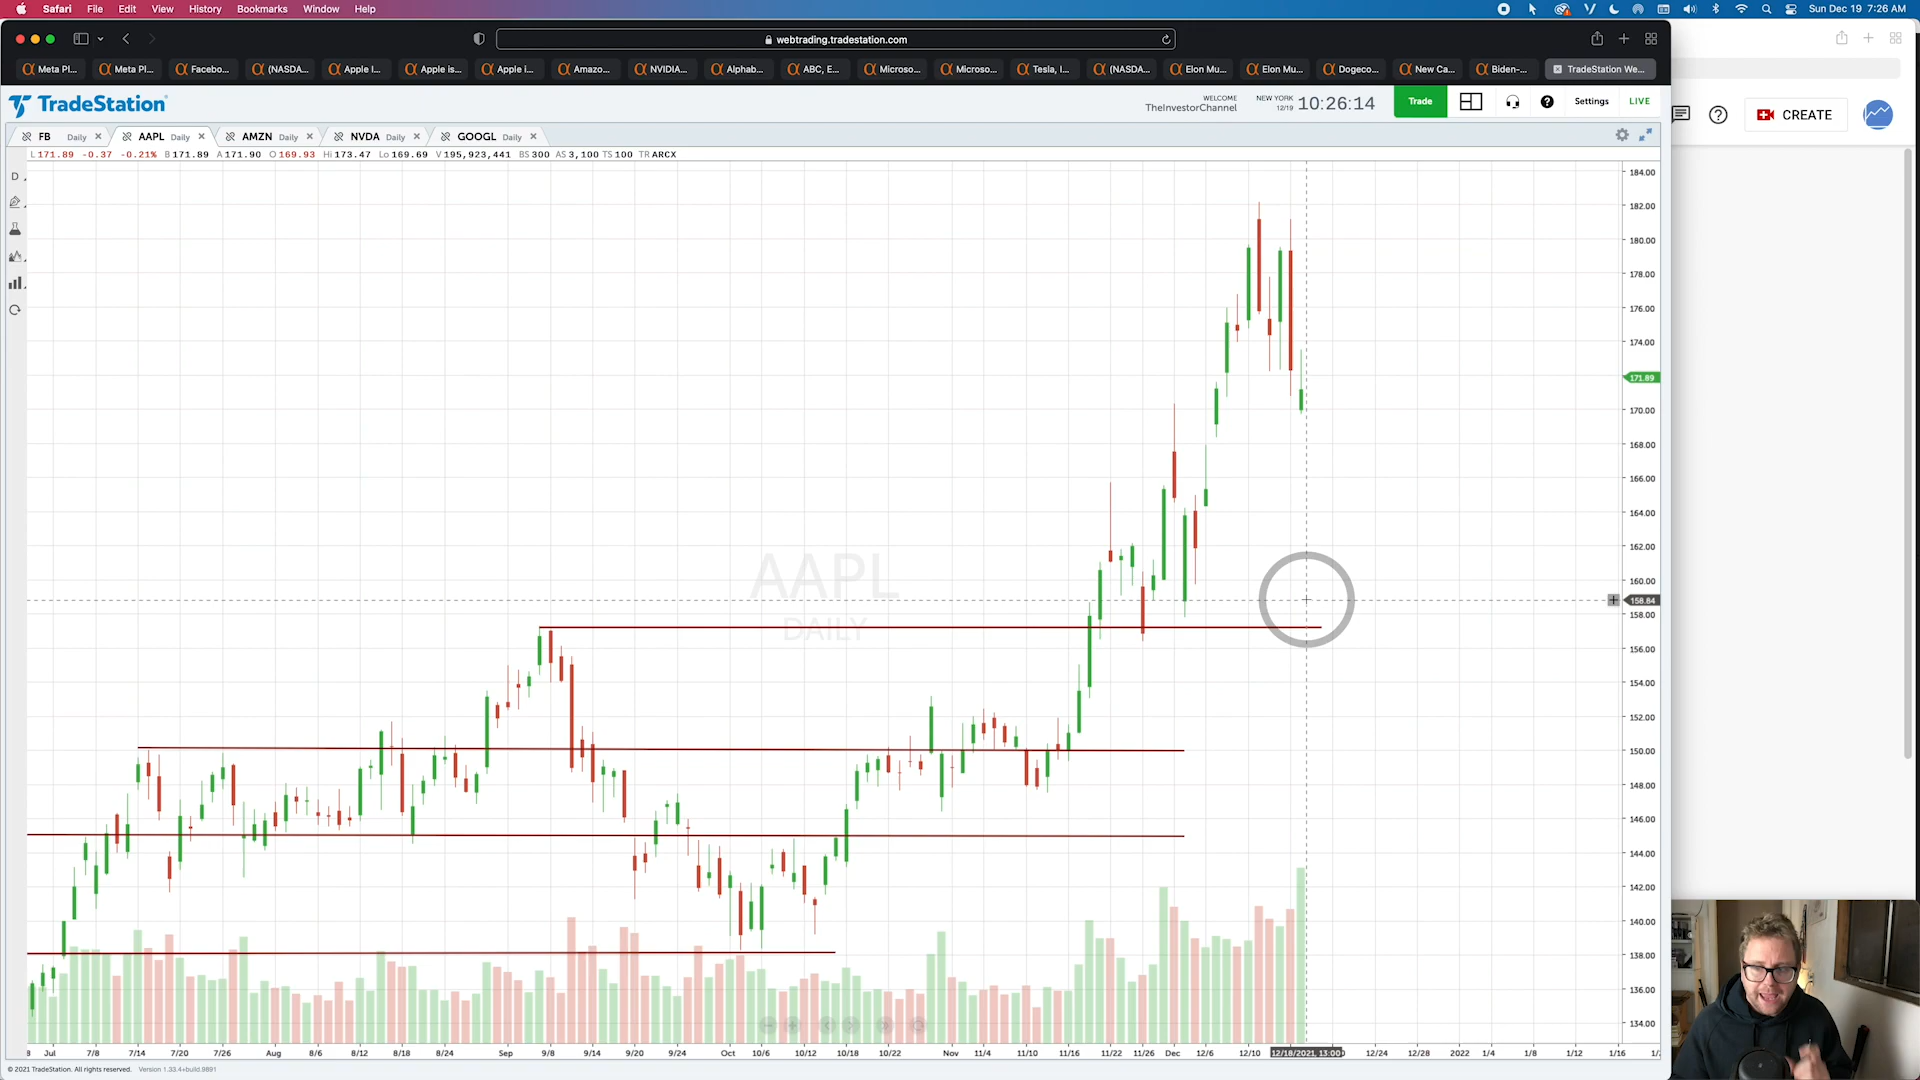 Safari File Edit View History Bookmarks Window Help Sun Dec 19 7:26 AM
webtrading.tradestation.com
Meta Pl... Meta Pl... Facebo... (NASDA... Apple I... Apple is... Apple i... Amazo... NVIDIA... Alphab... ABC, E... Microso... Microso... Tesla, I... (NASDA... Elon Mu... Elon Mu... Dogeco... New Ca... Biden-... TradeStation We...
TradeStation
WELCOME
TheInvestorChannel
NEW YORK
12/19
10:26:14
Trade
Settings
LIVE
CREATE
FB Daily AAPL Daily AMZN Daily NVDA Daily GOOGL Daily
L 171.89 -0.37 -0.21% B 171.89 A 171.90 O 169.93 Hi 173.47 Lo 169.69 V 195,923,441 BS 300 AS 3,100 TS 100 TR ARCX
D
184.00
182.00
180.00
178.00
176.00
174.00
171.89
170.00
168.00
166.00
164.00
162.00
160.00
158.84
158.00
156.00
154.00
152.00
150.00
148.00
146.00
144.00
142.00
140.00
138.00
136.00
134.00
AAPL
DAILY
8 Jul 7/8 7/14 7/20 7/26 Aug 8/6 8/12 8/18 8/24 Sep 9/8 9/14 9/20 9/24 Oct 10/6 10/12 10/18 10/22 Nov 11/4 11/10 11/16 11/22 11/26 Dec 12/6 12/10 12/18/2021, 13:00 12/24 12/28 2022 1/4 1/8 1/12 1/16 1/
© 2021 TradeStation. All rights reserved. Version 1.33.4+build.9891